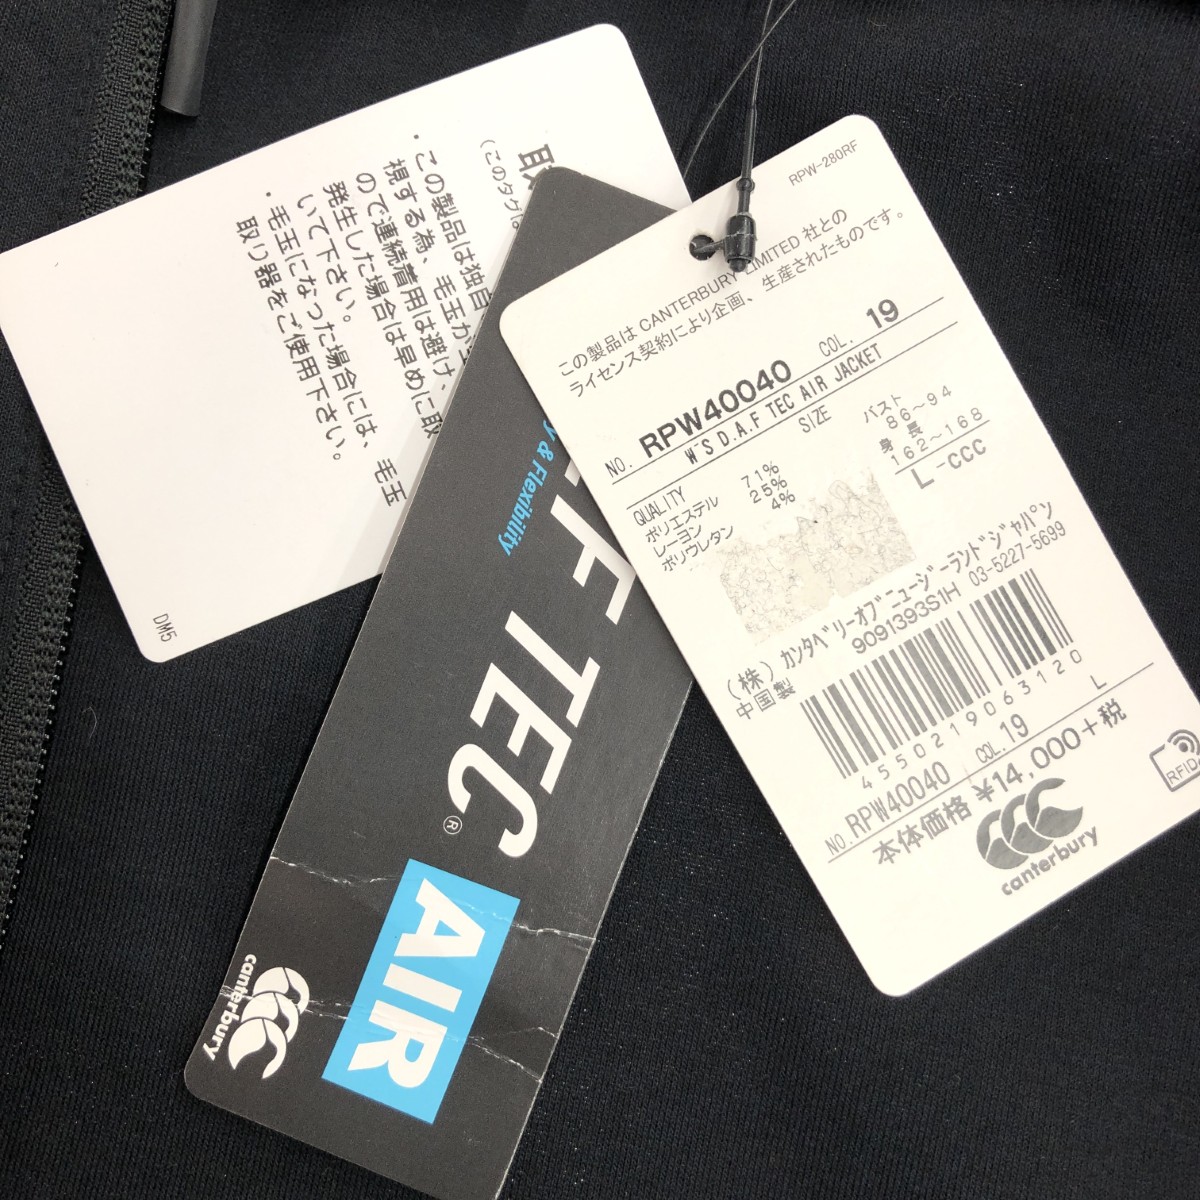 RPW-280RF
この製品は CANTERBURY LIMITED 社との
ライセンス契約により企画、生産されたものです。
NO. RPW40040 COL. 19
W'S D.A.F TEC AIR JACKET
QUALITY SIZE
ポリエステル 71%
レーヨン 25%
ポリウレタン 4%
バスト
86～94
身長
162～168
L-CCC
(株) カンタベリーオブニュージーランドジャパン
中国製 9091393S1H 03-5227-5699
4550219063120
NO. RPW40040 COL. 19 L
本体価格 ¥14,000+税
RFID
canterbury
取
(このタグは
・この製品は独自
視する為、毛玉が生
ので連続着用は避け、
発生した場合は早めに取
いて下さい。
・毛玉になった場合には、毛玉
取り器をご使用下さい。
DM5
y & Flexibility
EF TEC®
AIR
canterbury